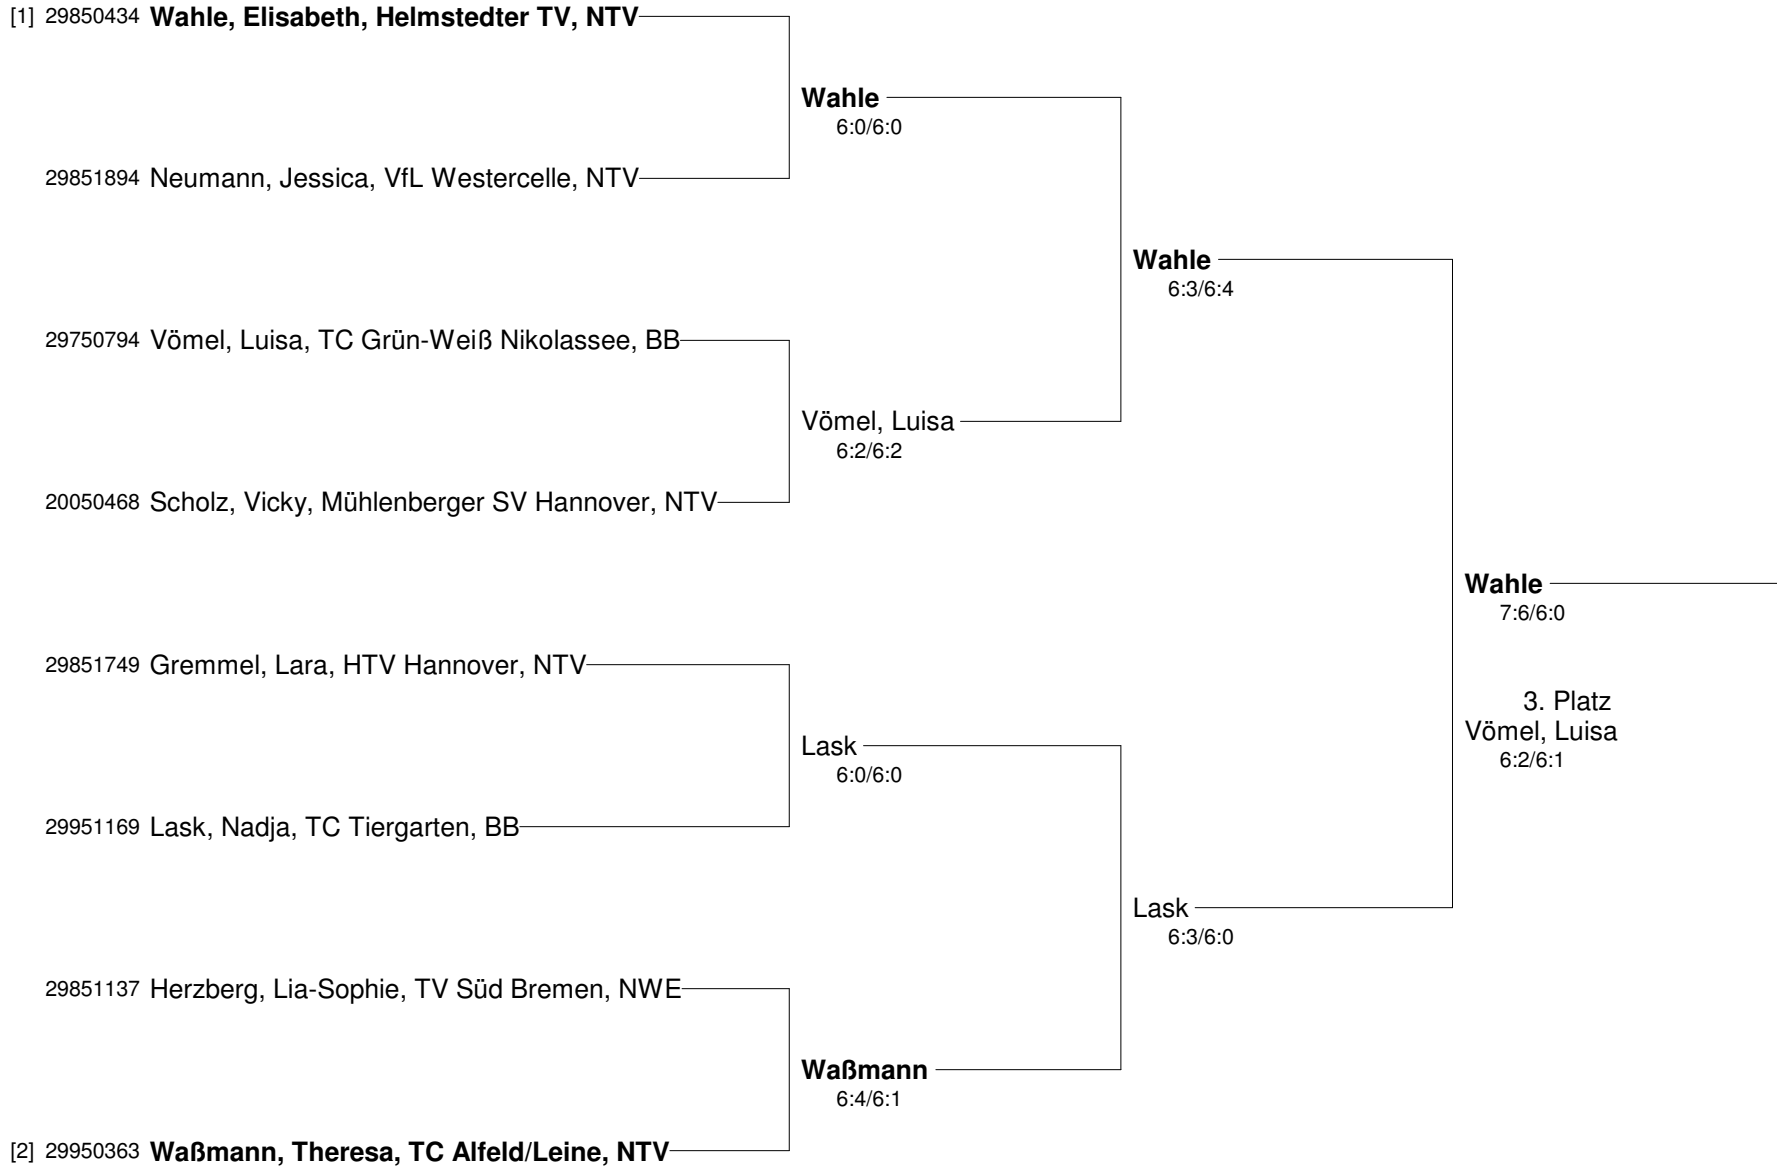 [1] 29850434 Wahle, Elisabeth, Helmstedter TV, NTV
Wahle
6:0/6:0
29851894 Neumann, Jessica, VfL Westercelle, NTV
Wahle
6:3/6:4
29750794 Vömel, Luisa, TC Grün-Weiß Nikolassee, BB
Vömel, Luisa
6:2/6:2
20050468 Scholz, Vicky, Mühlenberger SV Hannover, NTV
Wahle
7:6/6:0
29851749 Gremmel, Lara, HTV Hannover, NTV
3. Platz
Vömel, Luisa
6:2/6:1
Lask
6:0/6:0
29951169 Lask, Nadja, TC Tiergarten, BB
Lask
6:3/6:0
29851137 Herzberg, Lia-Sophie, TV Süd Bremen, NWE
Waßmann
6:4/6:1
[2] 29950363 Waßmann, Theresa, TC Alfeld/Leine, NTV